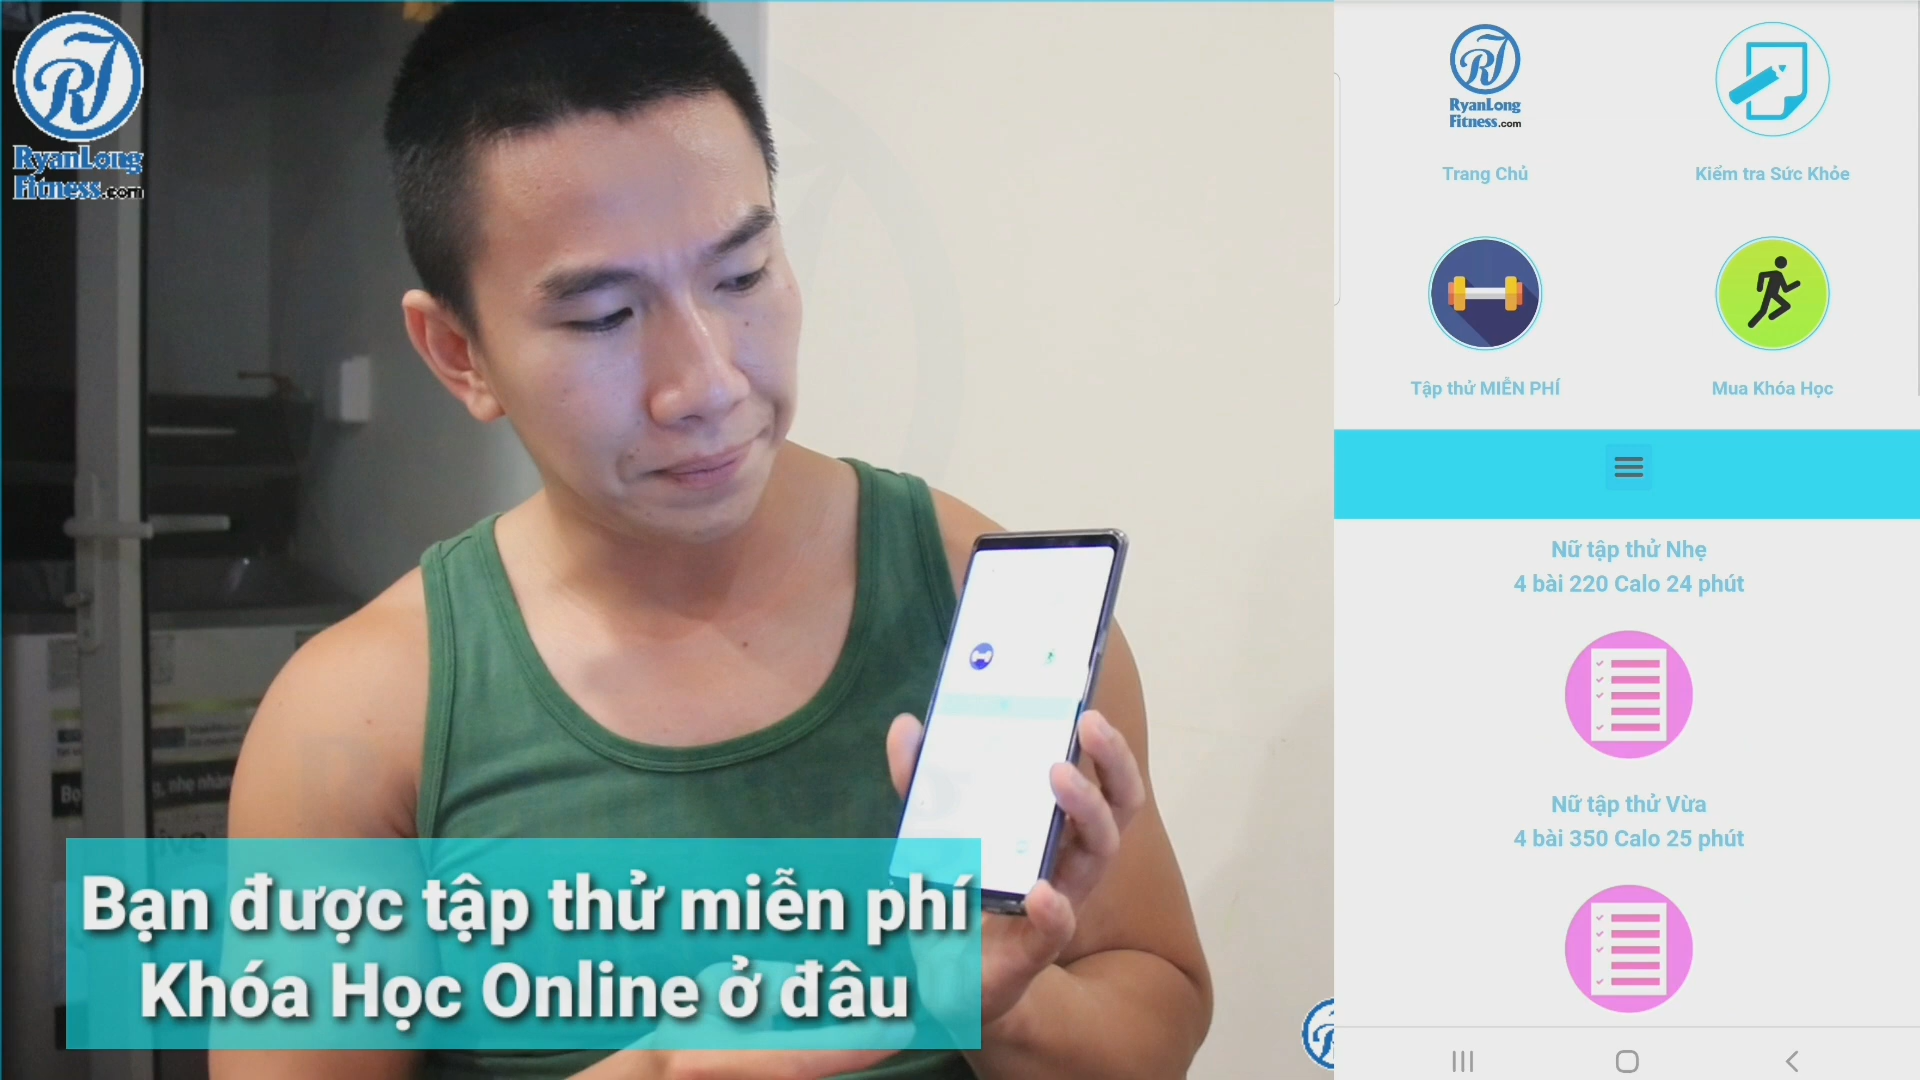 RyanLong
Fitness.com
Bạn được tập thử miễn phí
Khóa Học Online ở đâu
RyanLong
Fitness.com
Trang Chủ
Kiểm tra Sức Khỏe
Tập thử MIỄN PHÍ
Mua Khóa Học
Nữ tập thử Nhẹ
4 bài 220 Calo 24 phút
Nữ tập thử Vừa
4 bài 350 Calo 25 phút